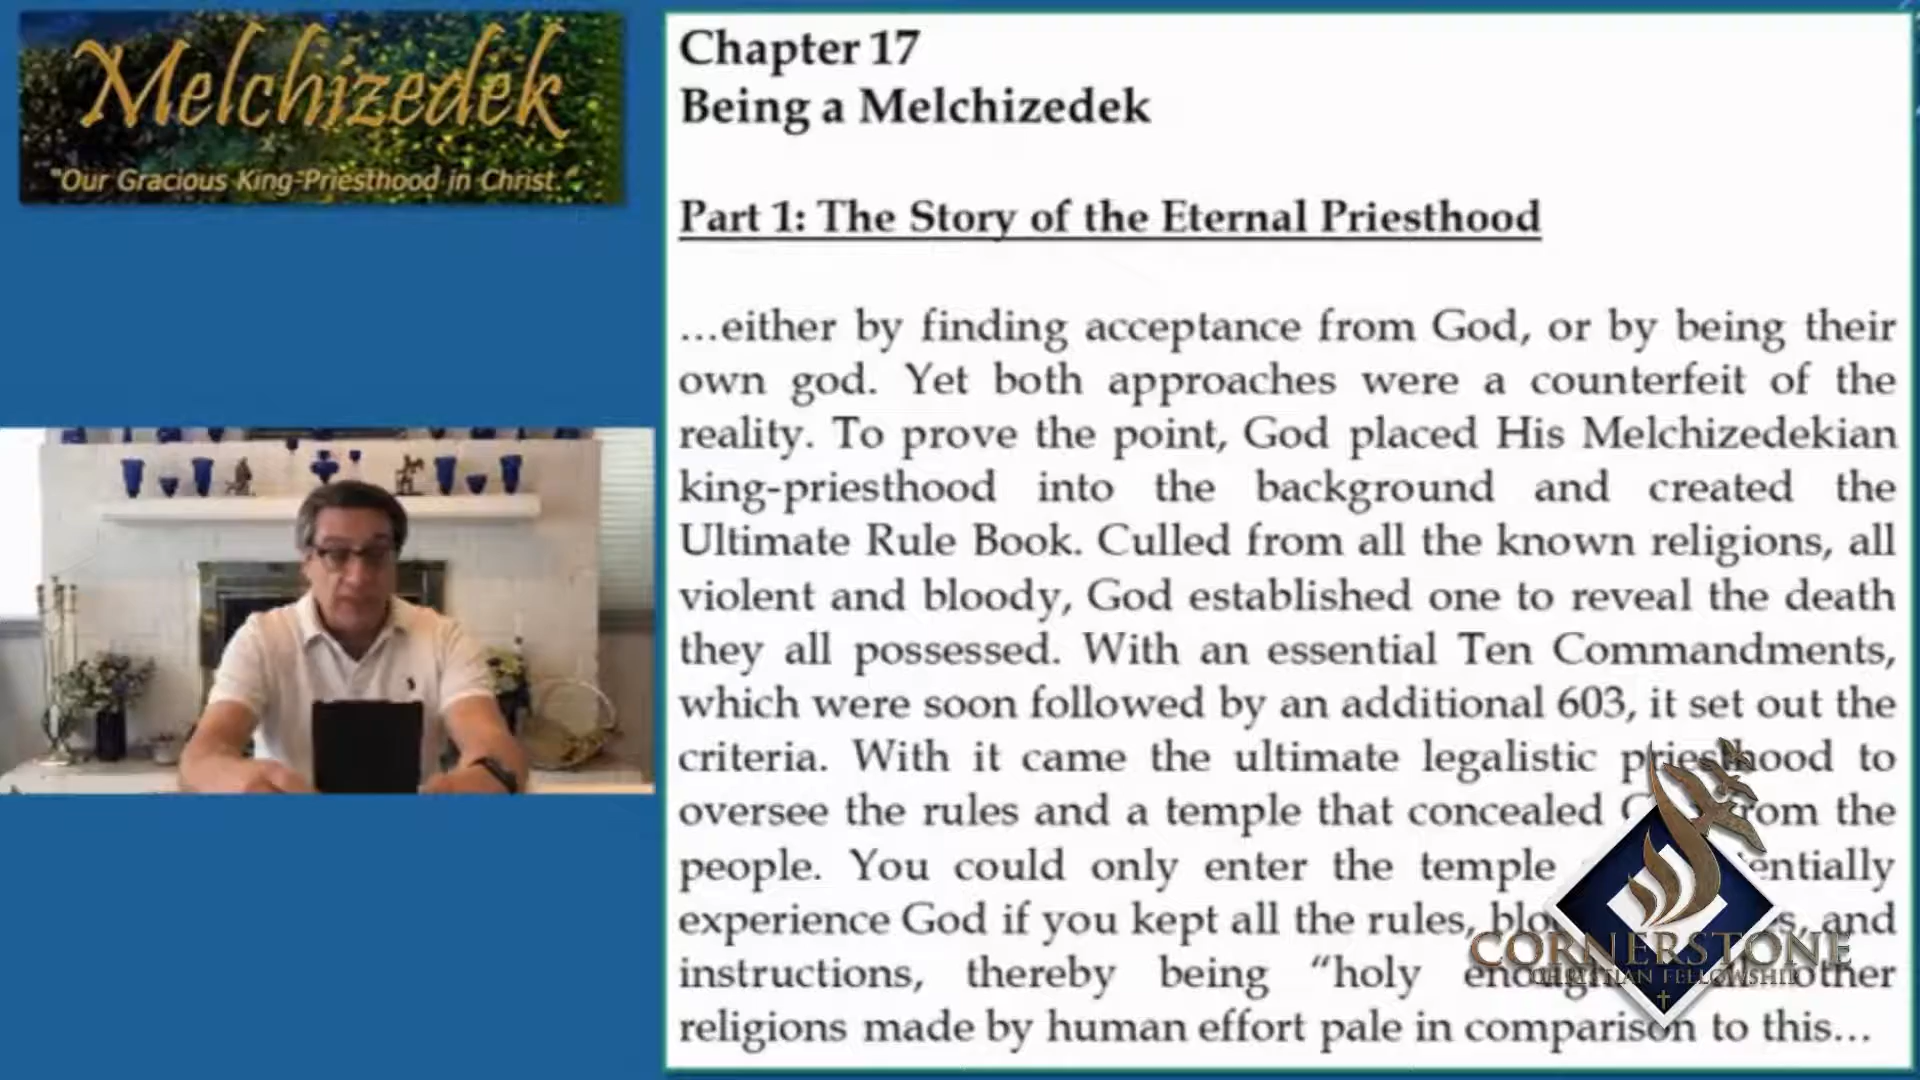 Melchizedek
"Our Gracious King-Priesthood in Christ."
Chapter 17
Being a Melchizedek
Part 1: The Story of the Eternal Priesthood
...either by finding acceptance from God, or by being their
own god. Yet both approaches were a counterfeit of the
reality. To prove the point, God placed His Melchizedekian
king-priesthood into the background and created the
Ultimate Rule Book. Culled from all the known religions, all
violent and bloody, God established one to reveal the death
they all possessed. With an essential Ten Commandments,
which were soon followed by an additional 603, it set out the
criteria. With it came the ultimate legalistic priesthood to
oversee the rules and a temple that concealed from the
people. You could only enter the temple
experience God if you kept all the rules, and
instructions, thereby being "holy other
religions made by human effort pale in comparison to this...
CORNERSTONE
CHRISTIAN FELLOWSHIP